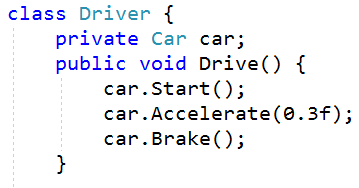 class Driver {
    private Car car;
    public void Drive() {
        car.Start();
        car.Accelerate(0.3f);
        car.Brake();
    }